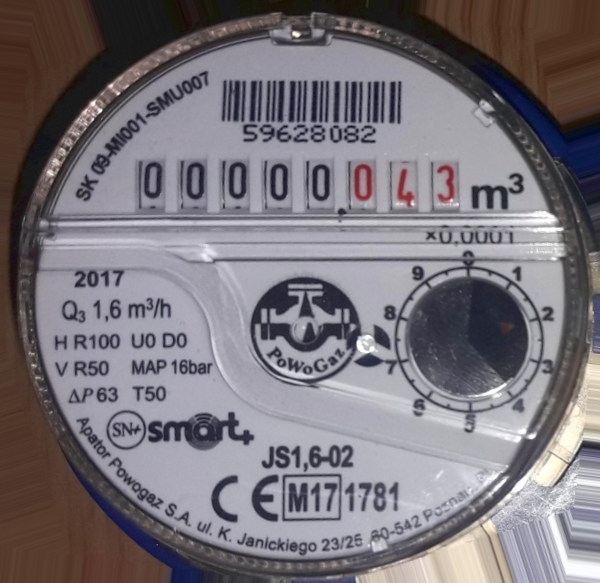 SK 09-MI001-SMU007
59628082
00000043 m³
×0,0001
0
9 1
8 2
7 3
6 4
5
2017
Q₃ 1,6 m³/h
H R100 U0 D0
V R50 MAP 16bar
ΔP 63 T50
PoWoGaz
SN+ smart+
JS1,6-02
CE M17 1781
Apator Powogaz S.A. ul. K. Janickiego 23/25 60-542